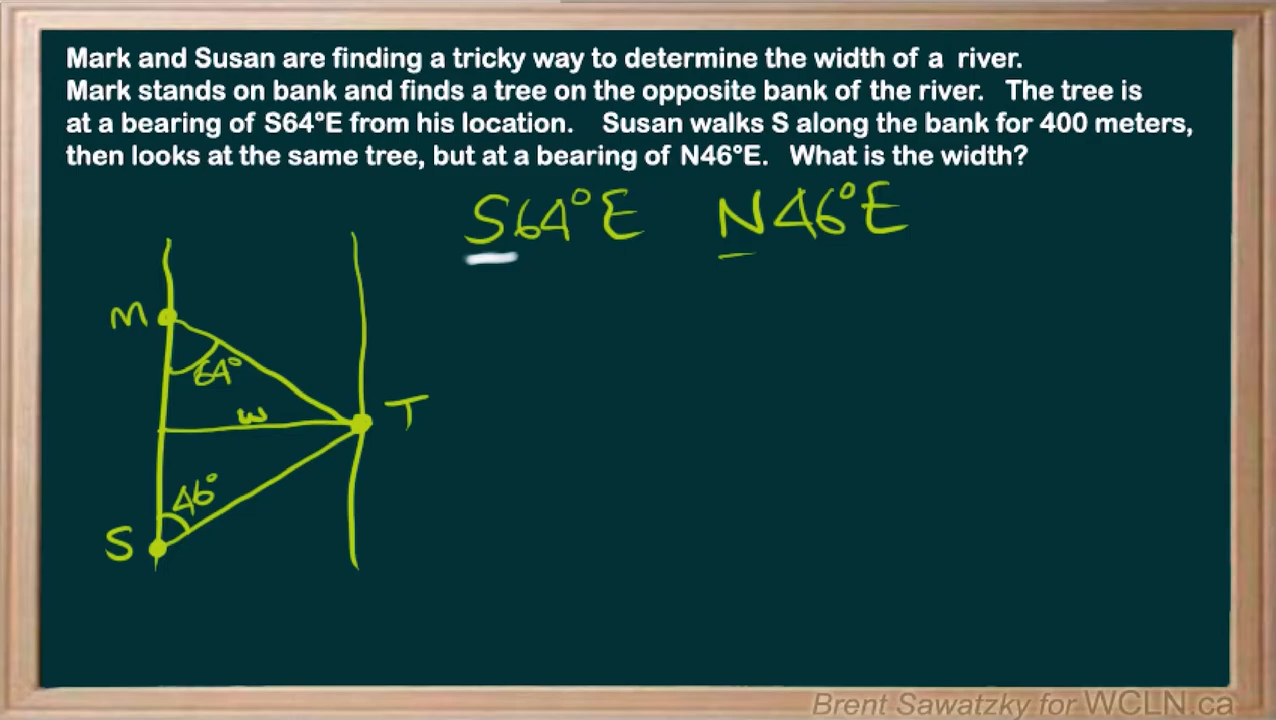 Mark and Susan are finding a tricky way to determine the width of a river.
Mark stands on bank and finds a tree on the opposite bank of the river. The tree is
at a bearing of S64°E from his location. Susan walks S along the bank for 400 meters,
then looks at the same tree, but at a bearing of N46°E. What is the width?
S64°E N46°E
M
64°
w
T
46°
S
Brent Sawatzky for WCLN.ca